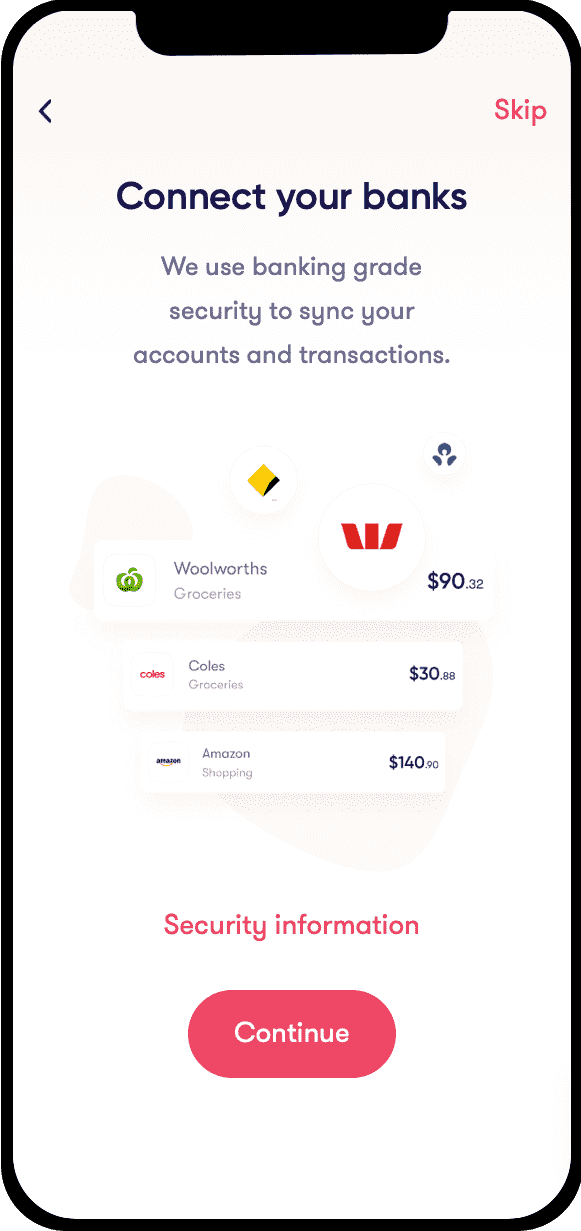 Skip
Connect your banks
We use banking grade
security to sync your
accounts and transactions.
Woolworths
Groceries
$90.32
coles
Coles
Groceries
$30.88
amazon
Amazon
Shopping
$140.90
Security information
Continue